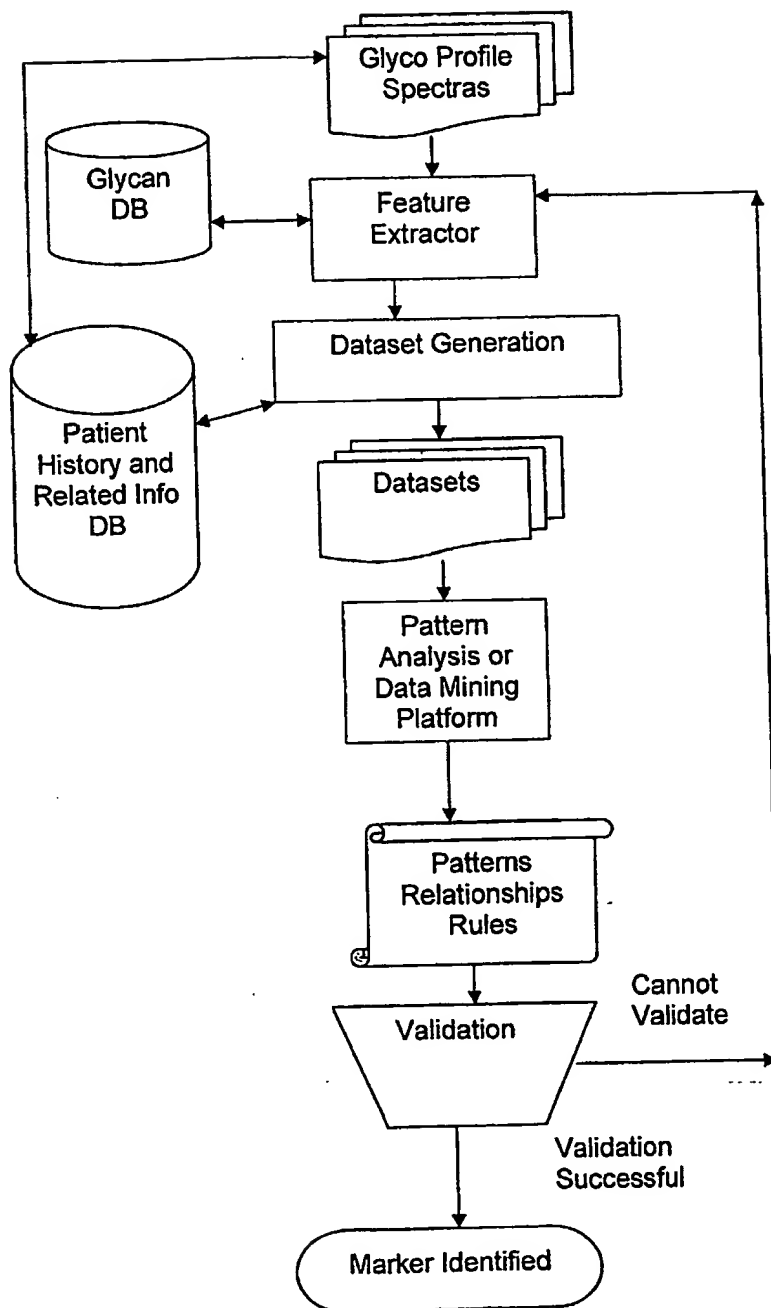 Glyco Profile
Spectras
Glycan
DB
Feature
Extractor
Dataset Generation
Patient
History and
Related Info
DB
Datasets
Pattern
Analysis or
Data Mining
Platform
Patterns
Relationships
Rules
Cannot
Validate
Validation
Validation
Successful
Marker Identified